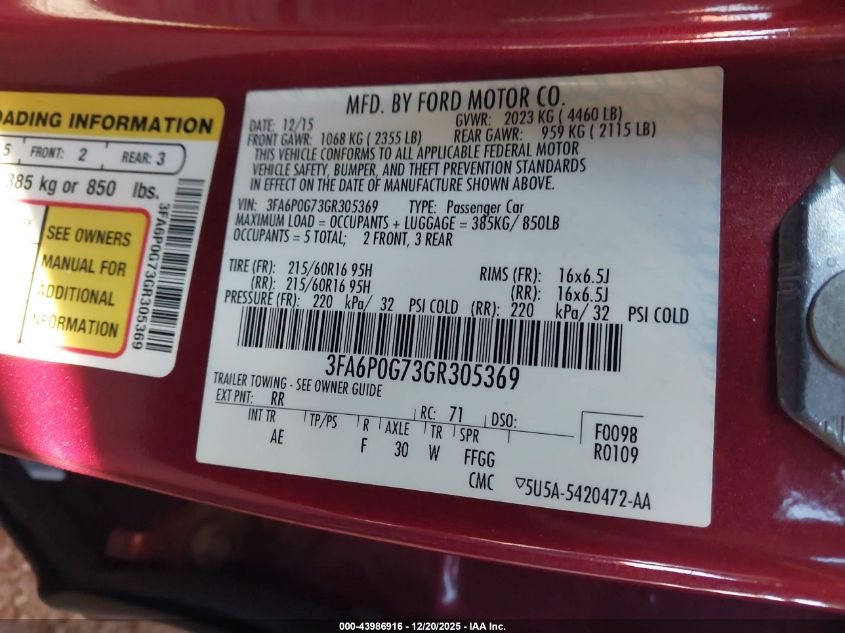 OADING INFORMATION
5 FRONT: 2 REAR: 3
385 kg or 850 lbs.
SEE OWNERS
MANUAL FOR
ADDITIONAL
INFORMATION
3FA6P0G73GR305369
MFD. BY FORD MOTOR CO.
DATE: 12/15 GVWR: 2023 KG ( 4460 LB)
FRONT GAWR: 1068 KG ( 2355 LB) REAR GAWR: 959 KG ( 2115 LB)
THIS VEHICLE CONFORMS TO ALL APPLICABLE FEDERAL MOTOR
VEHICLE SAFETY, BUMPER, AND THEFT PREVENTION STANDARDS
IN EFFECT ON THE DATE OF MANUFACTURE SHOWN ABOVE.
VIN: 3FA6P0G73GR305369 TYPE: Passenger Car
MAXIMUM LOAD = OCCUPANTS + LUGGAGE = 385KG/ 850LB
OCCUPANTS = 5 TOTAL; 2 FRONT, 3 REAR
TIRE (FR): 215/60R16 95H RIMS (FR): 16x6.5J
(RR): 215/60R16 95H (RR): 16x6.5J
PRESSURE (FR): 220 kPa/ 32 PSI COLD (RR): 220 kPa/ 32 PSI COLD
3FA6P0G73GR305369
TRAILER TOWING - SEE OWNER GUIDE
EXT PNT: RR RC: 71 DSO: F0098
INT TR TP/PS R AXLE TR SPR R0109
AE F 30 W FFGG
CMC ▽5U5A-5420472-AA
000-43986916 - 12/20/2025 - IAA Inc.